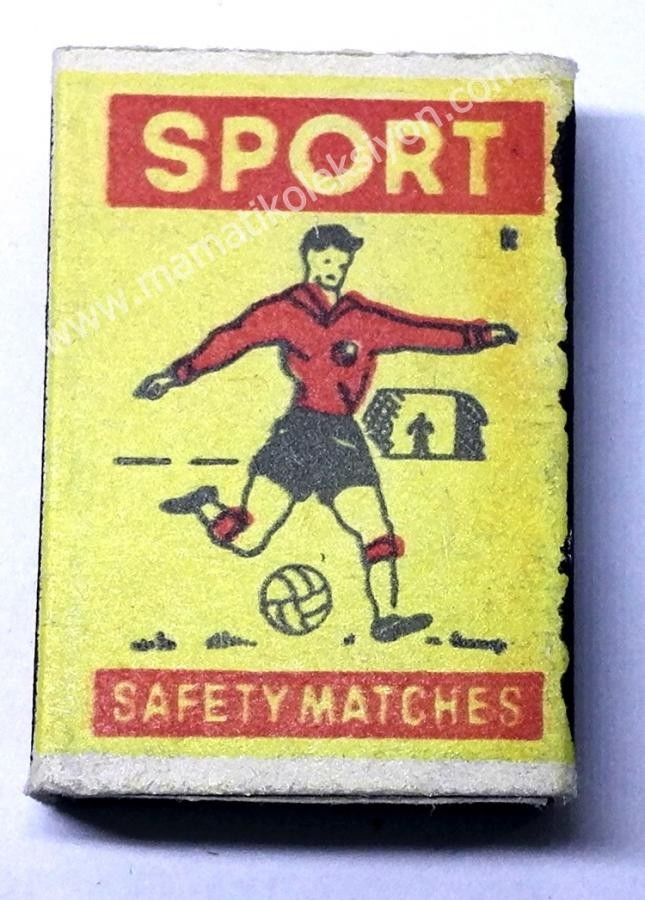 SPORT
www.mamatikoleksiyon.com
SAFETY MATCHES